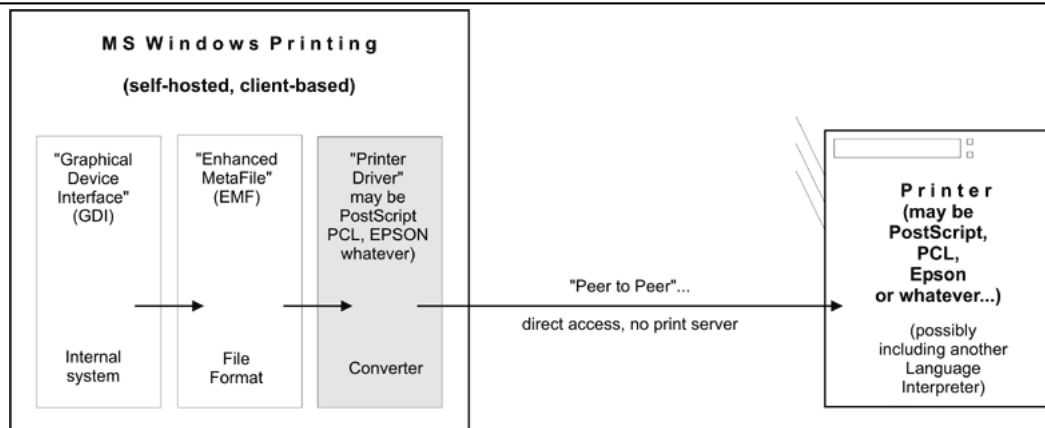 MS Windows Printing
(self-hosted, client-based)
"Graphical
Device
Interface"
(GDI)
Internal
system
"Enhanced
MetaFile"
(EMF)
File
Format
"Printer
Driver"
may be
PostScript
PCL, EPSON
whatever)
Converter
"Peer to Peer"...
direct access, no print server
Printer
(may be
PostScript,
PCL,
Epson
or whatever...)
(possibly
including another
Language
Interpreter)